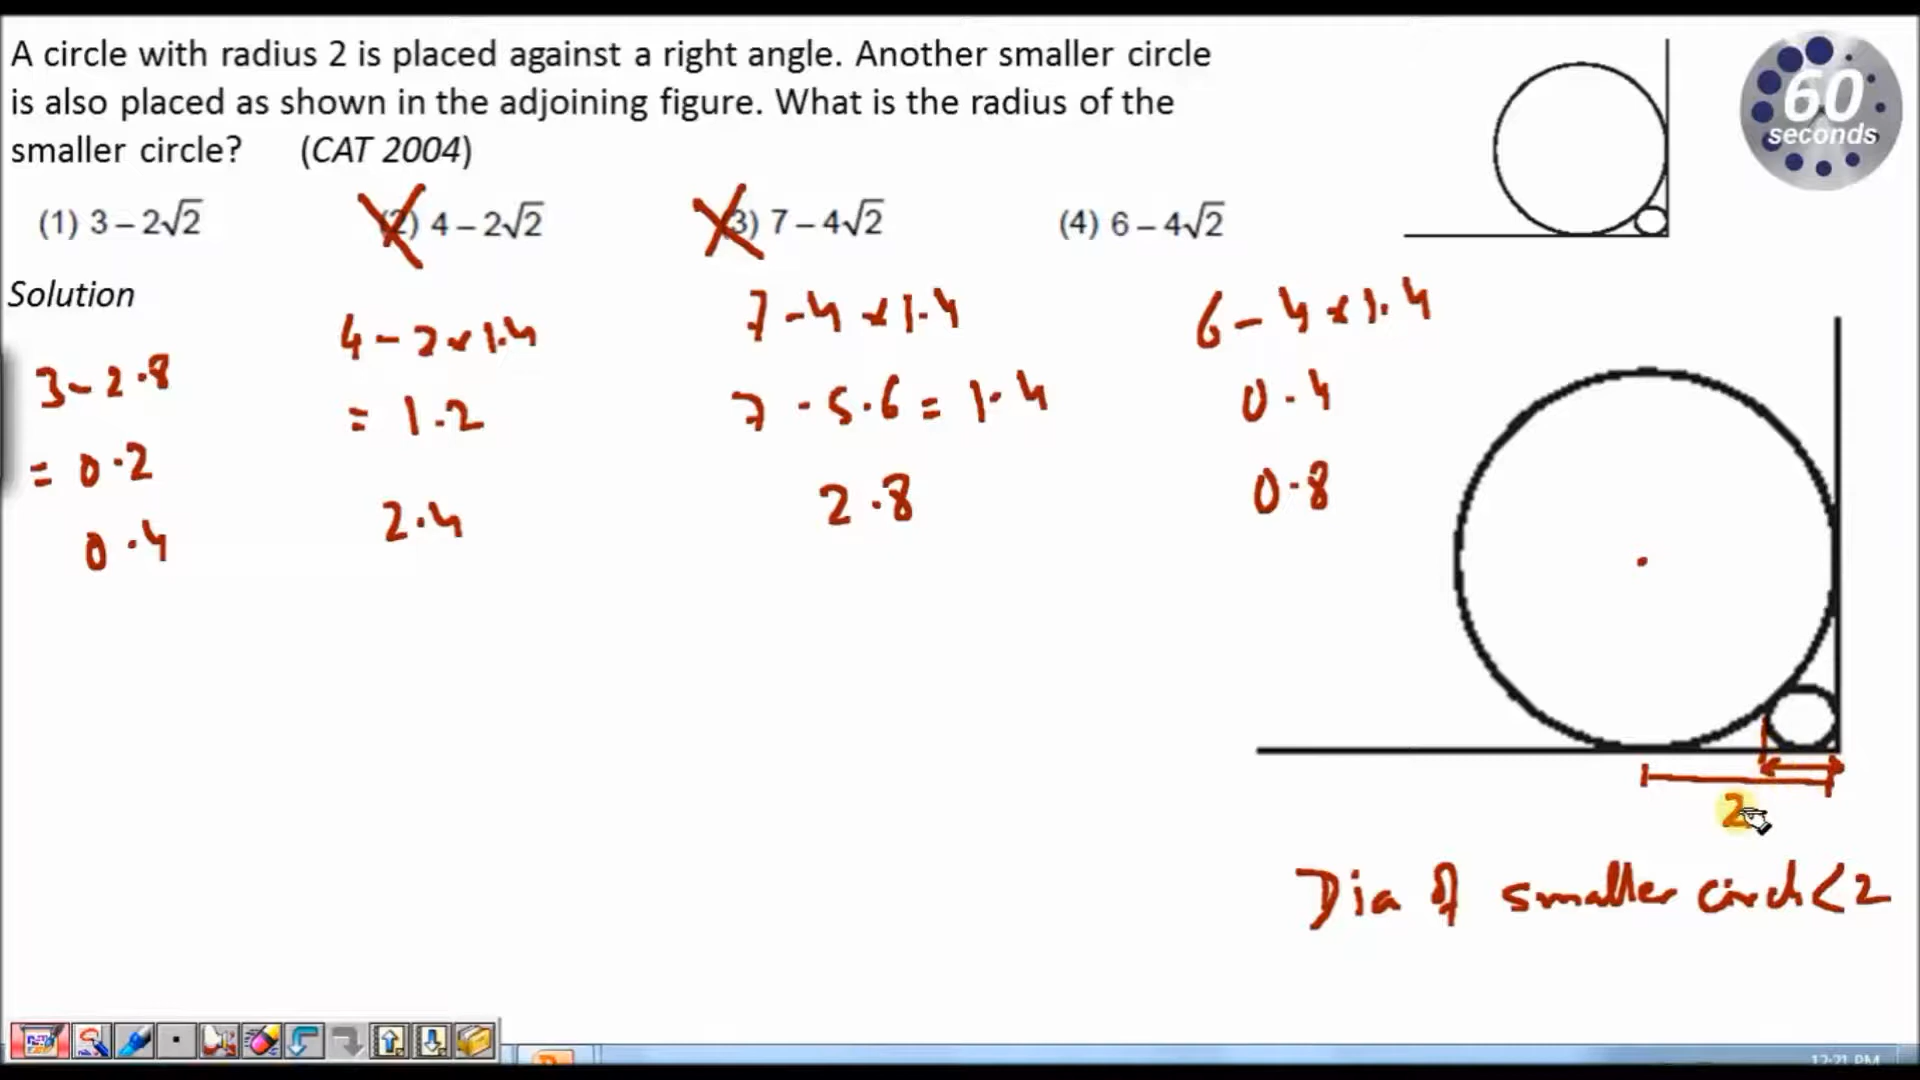 A circle with radius 2 is placed against a right angle. Another smaller circle
is also placed as shown in the adjoining figure. What is the radius of the
smaller circle? (CAT 2004)
60
seconds
(1) 3 – 2√2 (2) 4 – 2√2 (3) 7 – 4√2 (4) 6 – 4√2
Solution
3 - 2.8
= 0.2
0.4
4 - 2 x 1.4
= 1.2
2.4
7 - 4 x 1.4
7 - 5.6 = 1.4
2.8
6 - 4 x 1.4
0.4
0.8
2
Dia of smaller circle < 2
12:21 PM